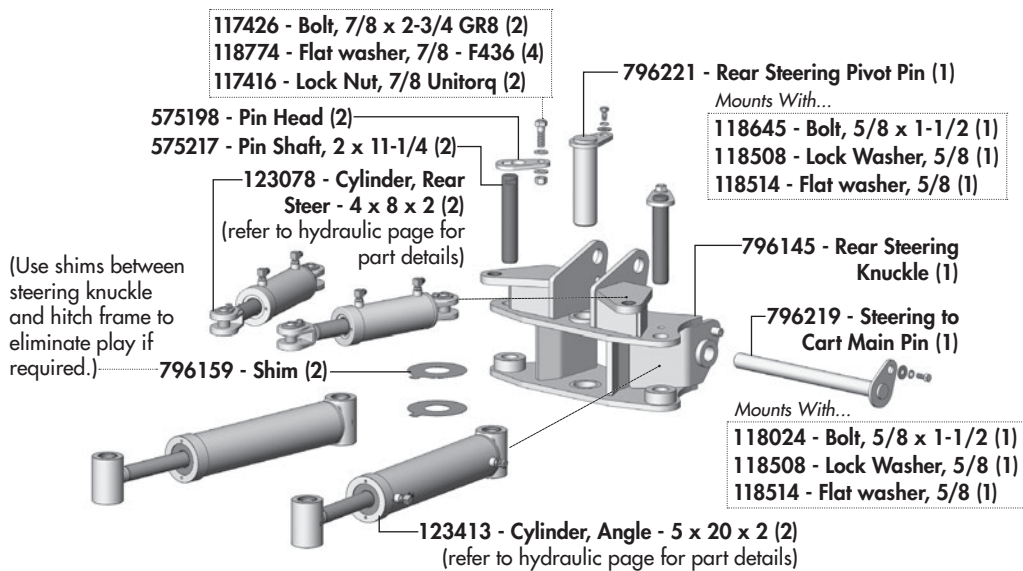 117426 - Bolt, 7/8 x 2-3/4 GR8 (2)
118774 - Flat washer, 7/8 - F436 (4)
117416 - Lock Nut, 7/8 Unitorq (2)
575198 - Pin Head (2)
575217 - Pin Shaft, 2 x 11-1/4 (2)
123078 - Cylinder, Rear
Steer - 4 x 8 x 2 (2)
(refer to hydraulic page for
part details)
(Use shims between
steering knuckle
and hitch frame to
eliminate play if
required.)
796159 - Shim (2)
796221 - Rear Steering Pivot Pin (1)
Mounts With...
118645 - Bolt, 5/8 x 1-1/2 (1)
118508 - Lock Washer, 5/8 (1)
118514 - Flat washer, 5/8 (1)
796145 - Rear Steering
Knuckle (1)
796219 - Steering to
Cart Main Pin (1)
Mounts With...
118024 - Bolt, 5/8 x 1-1/2 (1)
118508 - Lock Washer, 5/8 (1)
118514 - Flat washer, 5/8 (1)
123413 - Cylinder, Angle - 5 x 20 x 2 (2)
(refer to hydraulic page for part details)